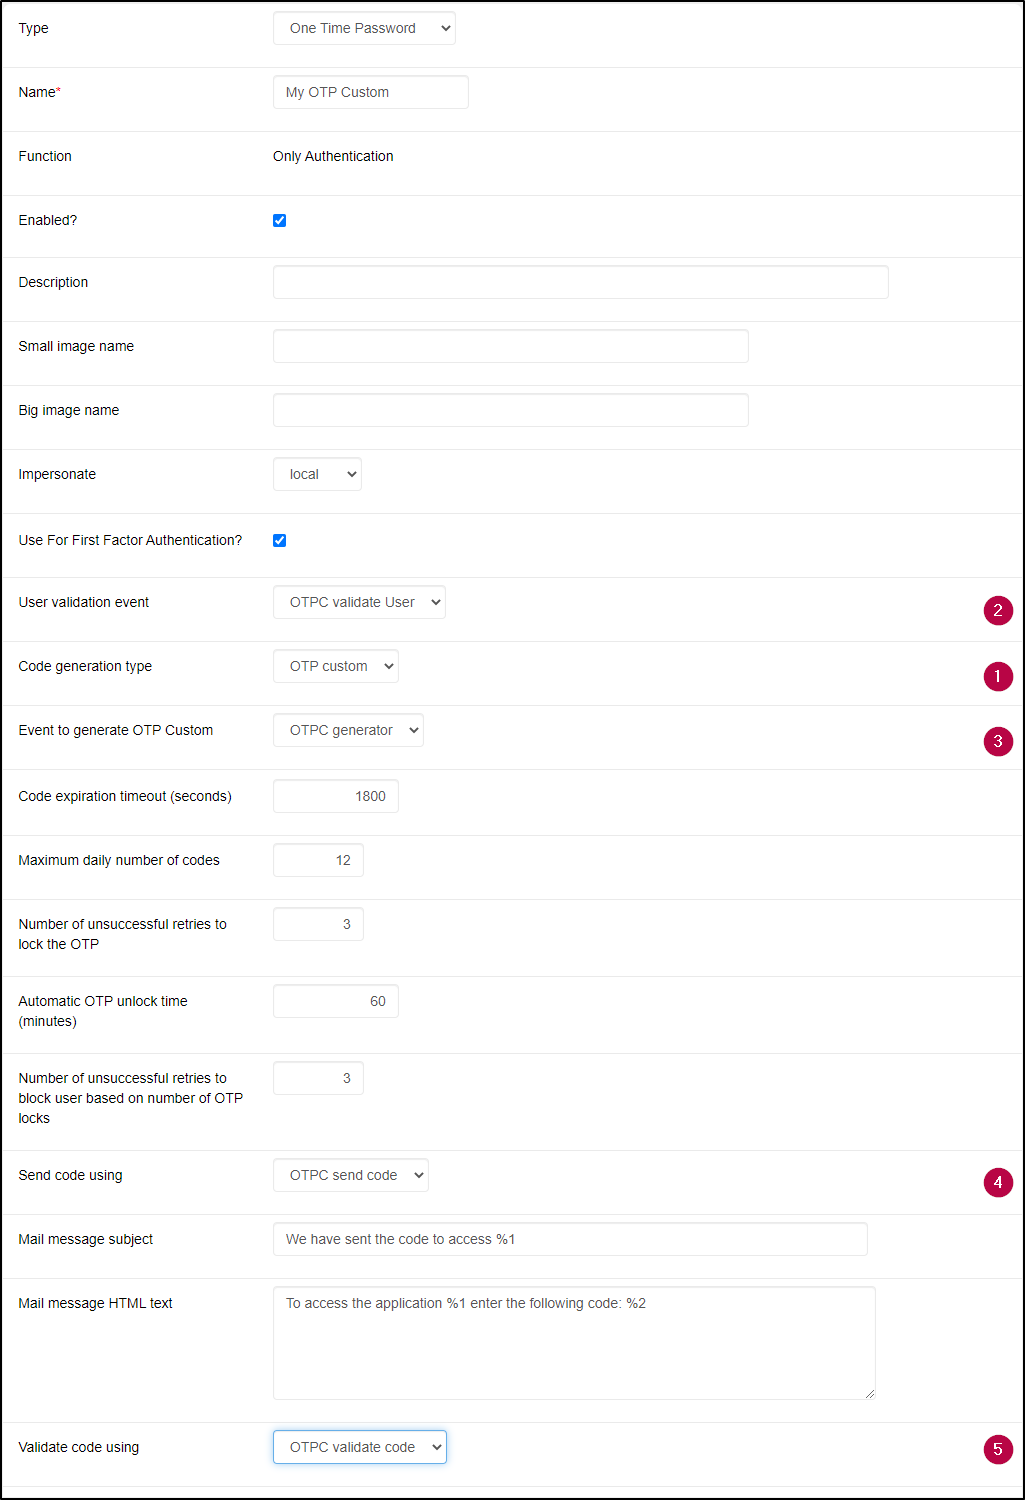 Type
One Time Password
Name*
My OTP Custom
Function
Only Authentication
Enabled?
Description
Small image name
Big image name
Impersonate
local
Use For First Factor Authentication?
User validation event
OTPC validate User
2
Code generation type
OTP custom
1
Event to generate OTP Custom
OTPC generator
3
Code expiration timeout (seconds)
1800
Maximum daily number of codes
12
Number of unsuccessful retries to
lock the OTP
3
Automatic OTP unlock time
(minutes)
60
Number of unsuccessful retries to
block user based on number of OTP
locks
3
Send code using
OTPC send code
4
Mail message subject
We have sent the code to access %1
Mail message HTML text
To access the application %1 enter the following code: %2
Validate code using
OTPC validate code
5